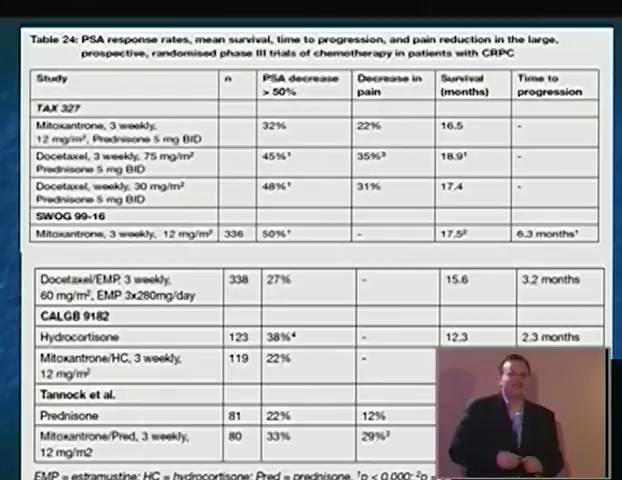 Table 24: PSA response rates, mean survival, time to progression, and pain reduction in the large,
prospective, randomised phase III trials of chemotherapy in patients with CRPC
Study n PSA decrease > 50% Decrease in pain Survival (months) Time to progression
TAX 327
Mitoxantrone, 3 weekly, 32% 22% 16.5 -
12 mg/m², Prednisone 5 mg BID
Docetaxel, 3 weekly, 75 mg/m² 45%¹ 35%³ 18.9¹ -
Prednisone 5 mg BID
Docetaxel, weekly, 30 mg/m² 48%¹ 31% 17.4 -
Prednisone 5 mg BID
SWOG 99-16
Mitoxantrone, 3 weekly, 12 mg/m² 336 50%¹ - 17.5² 6.3 months¹
Docetaxel/EMP, 3 weekly, 338 27% - 15.6 3.2 months
60 mg/m², EMP 3x280mg/day
CALGB 9182
Hydrocortisone 123 38%⁴ - 12.3 2.3 months
Mitoxantrone/HC, 3 weekly, 119 22% -
12 mg/m²
Tannock et al.
Prednisone 81 22% 12%
Mitoxantrone/Pred, 3 weekly, 80 33% 29%²
12 mg/m2
EMP = estramustine; HC = hydrocortisone; Pred = prednisone, ¹p < 0.000; ²p =